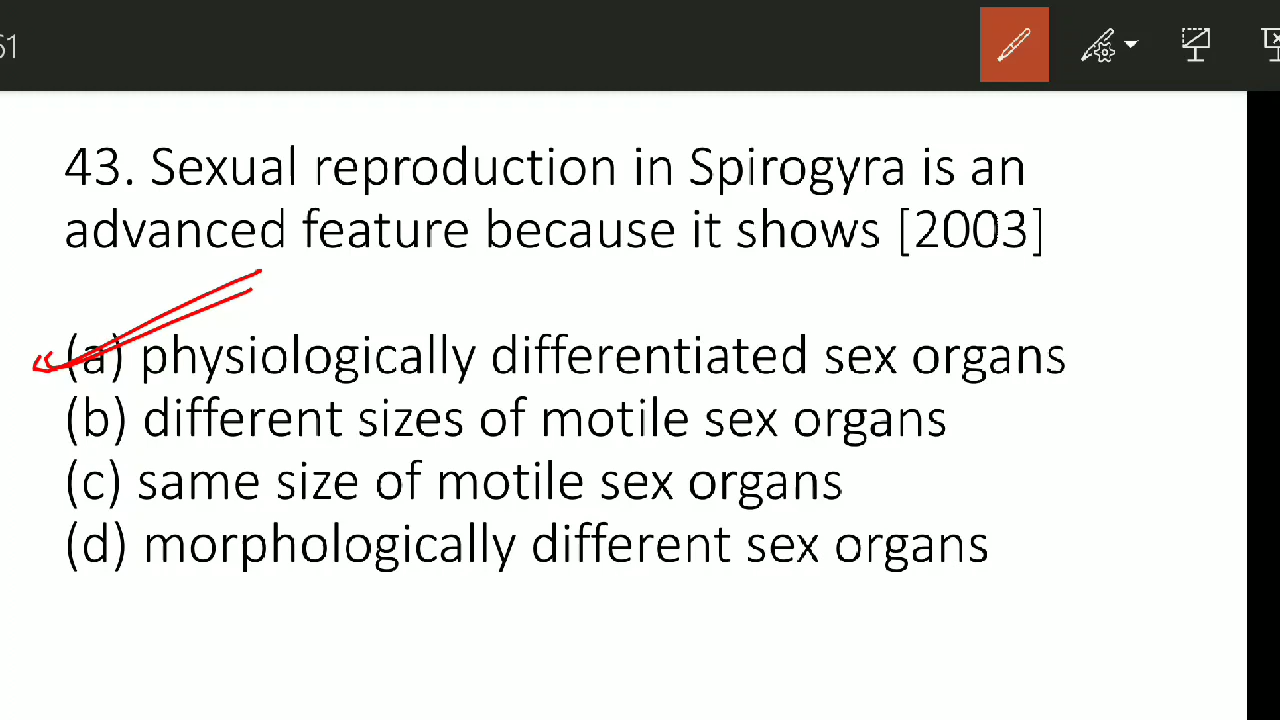 61
43. Sexual reproduction in Spirogyra is an
advanced feature because it shows [2003]
(a) physiologically differentiated sex organs
(b) different sizes of motile sex organs
(c) same size of motile sex organs
(d) morphologically different sex organs